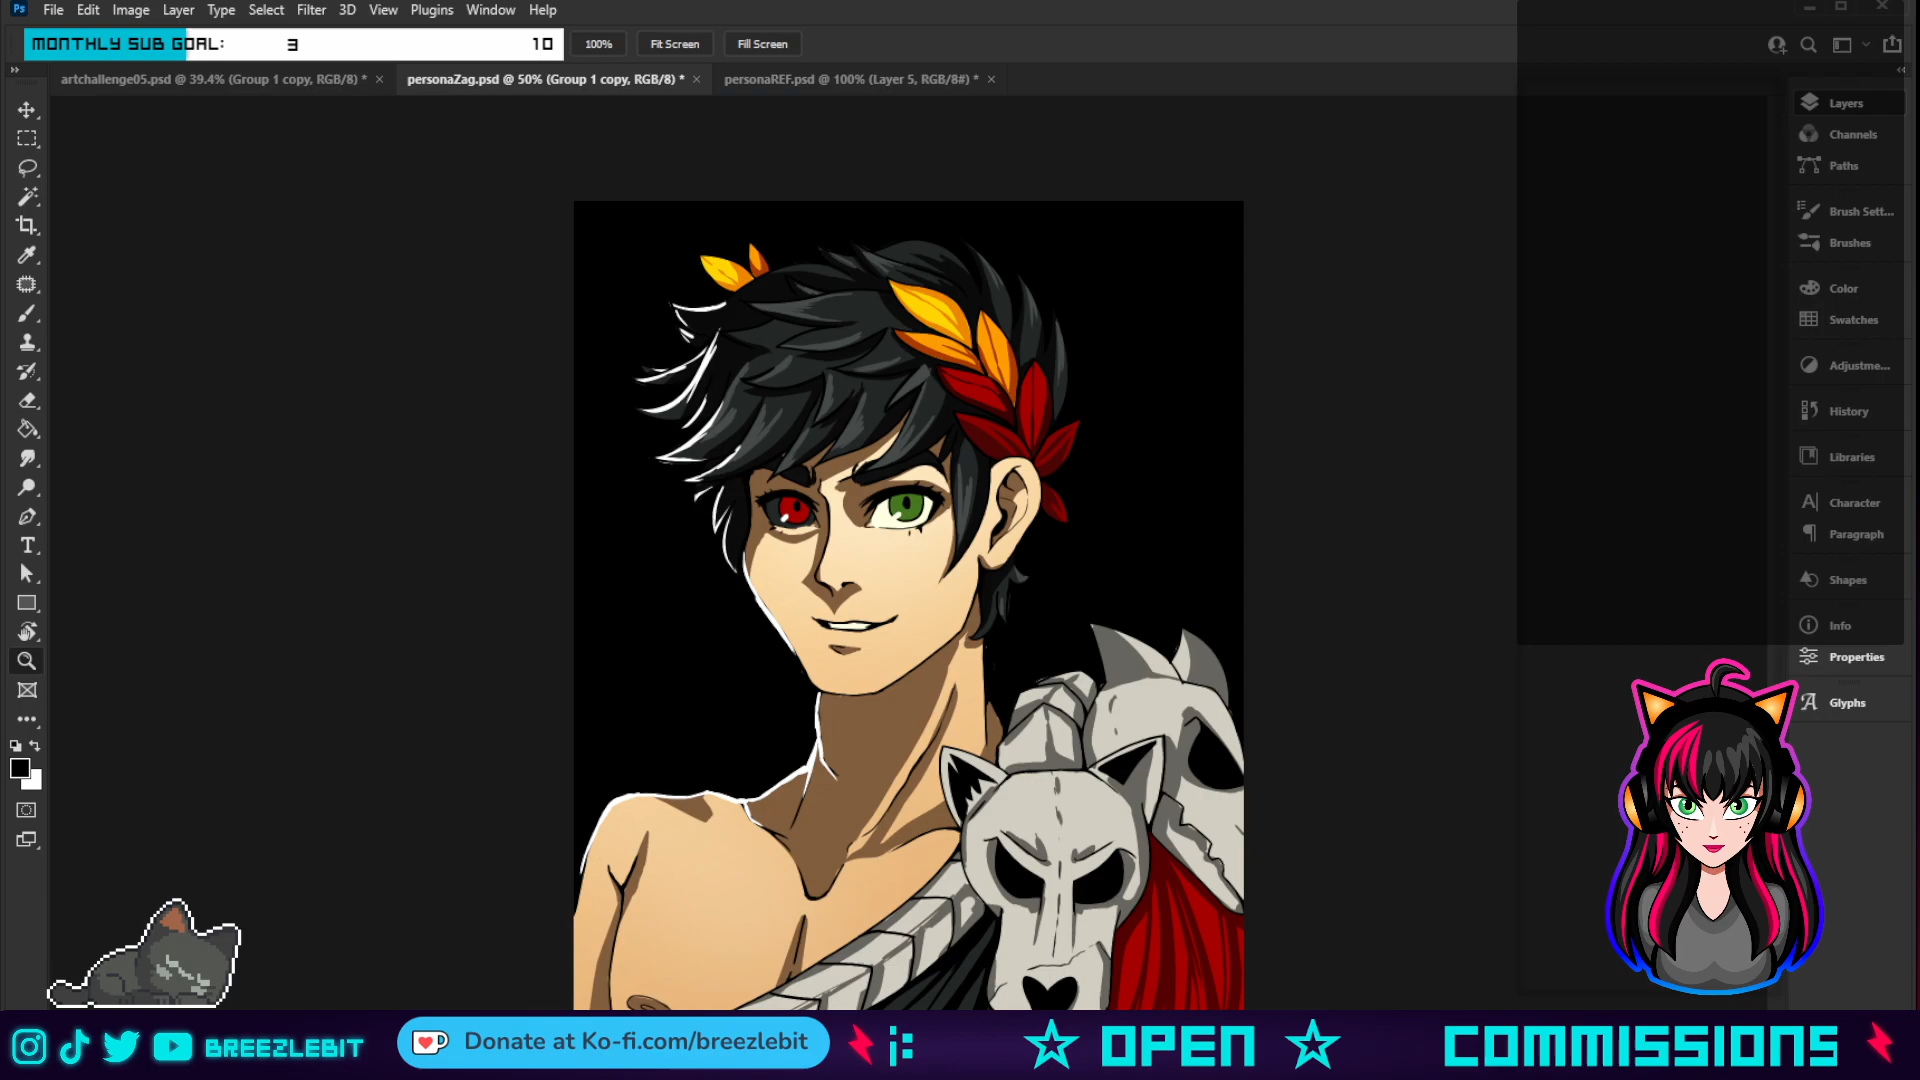 Ps File Edit Image Layer Type Select Filter 3D View Plugins Window Help
MONTHLY SUB GOAL: 3 10
100% Fit Screen Fill Screen
artchallenge05.psd @ 39.4% (Group 1 copy, RGB/8) *
personaZag.psd @ 50% (Group 1 copy, RGB/8) *
personaREF.psd @ 100% (Layer 5, RGB/8#) *
Layers
Channels
Paths
Brush Sett...
Brushes
Color
Swatches
Adjustme...
History
Libraries
Character
Paragraph
Shapes
Info
Properties
Glyphs
BREEZLEBIT
Donate at Ko-fi.com/breezlebit
i:
OPEN
COMMISSIONS